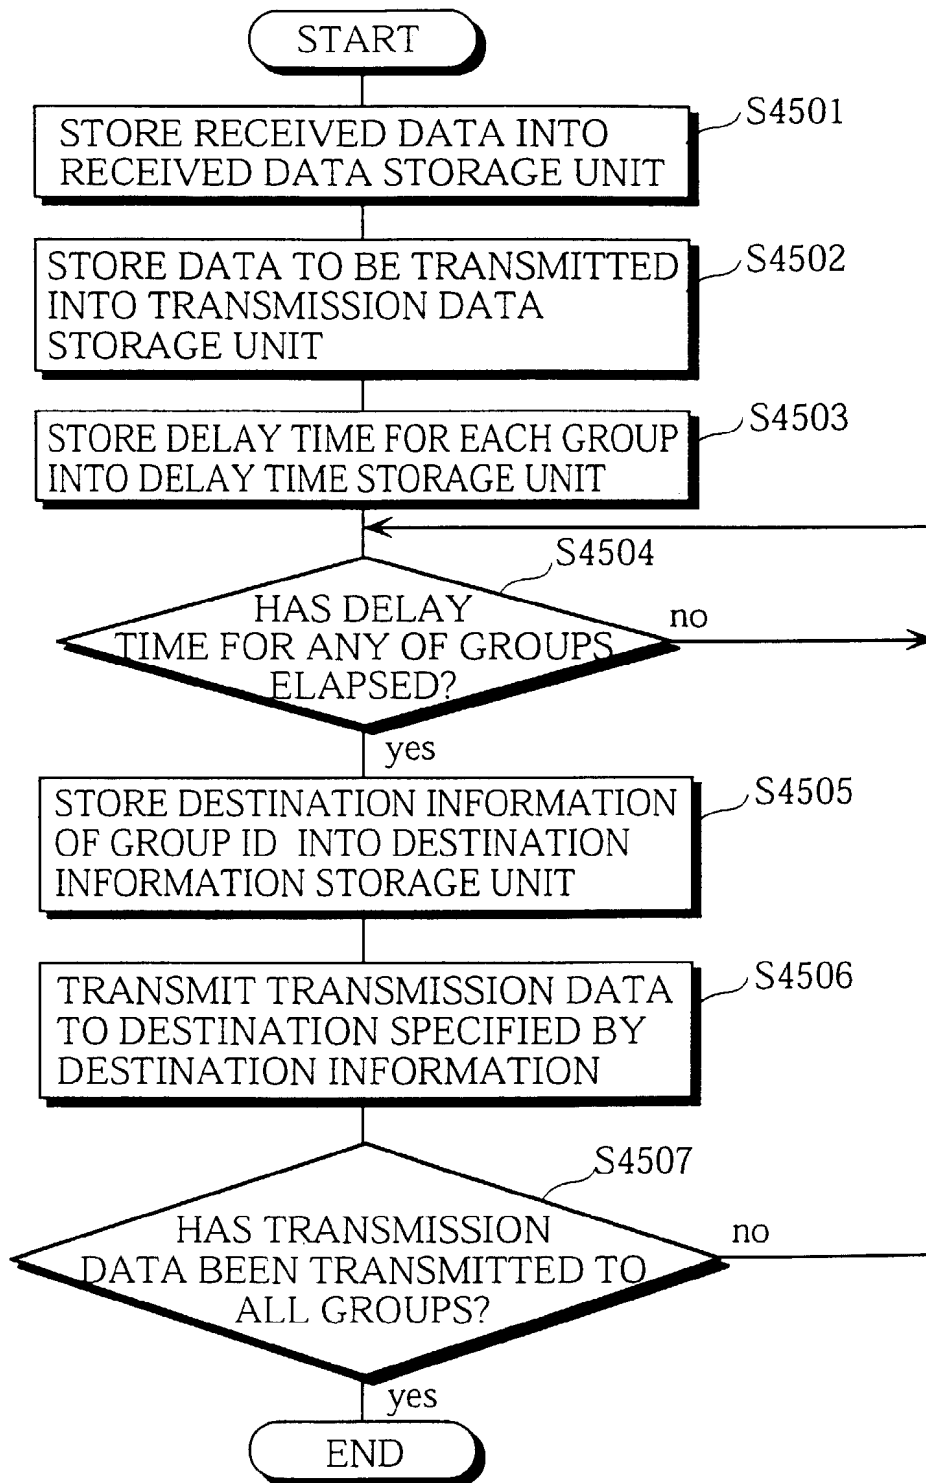 START
S4501
STORE RECEIVED DATA INTO
RECEIVED DATA STORAGE UNIT
S4502
STORE DATA TO BE TRANSMITTED
INTO TRANSMISSION DATA
STORAGE UNIT
S4503
STORE DELAY TIME FOR EACH GROUP
INTO DELAY TIME STORAGE UNIT
S4504
HAS DELAY
TIME FOR ANY OF GROUPS
ELAPSED?
no
yes
S4505
STORE DESTINATION INFORMATION
OF GROUP ID INTO DESTINATION
INFORMATION STORAGE UNIT
S4506
TRANSMIT TRANSMISSION DATA
TO DESTINATION SPECIFIED BY
DESTINATION INFORMATION
S4507
HAS TRANSMISSION
DATA BEEN TRANSMITTED TO
ALL GROUPS?
no
yes
END